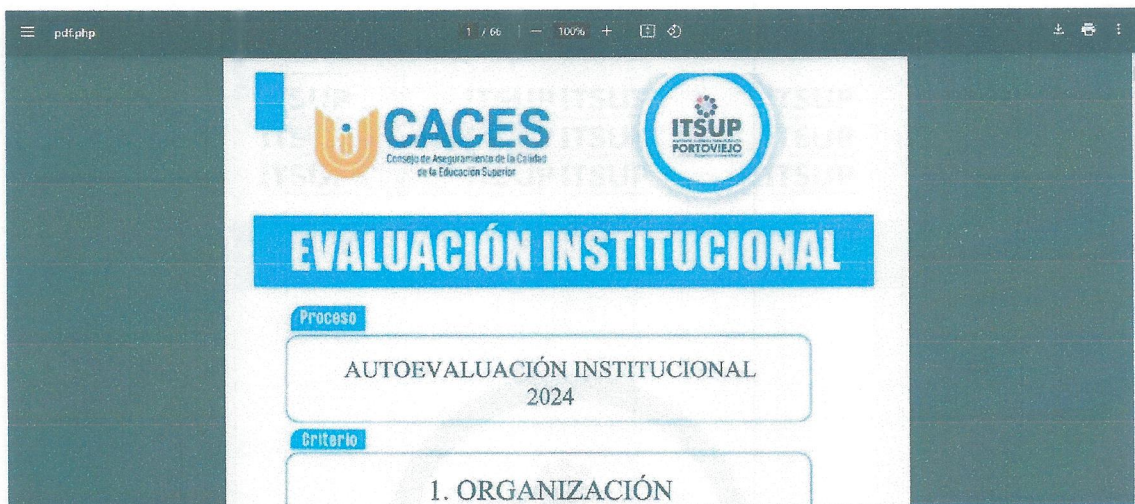 pdf.php
1 / 66
100%
CACES
Consejo de Aseguramiento de la Calidad
de la Educación Superior
ITSUP
PORTOVIEJO
EVALUACIÓN INSTITUCIONAL
Proceso
AUTOEVALUACIÓN INSTITUCIONAL
2024
Criterio
1. ORGANIZACIÓN